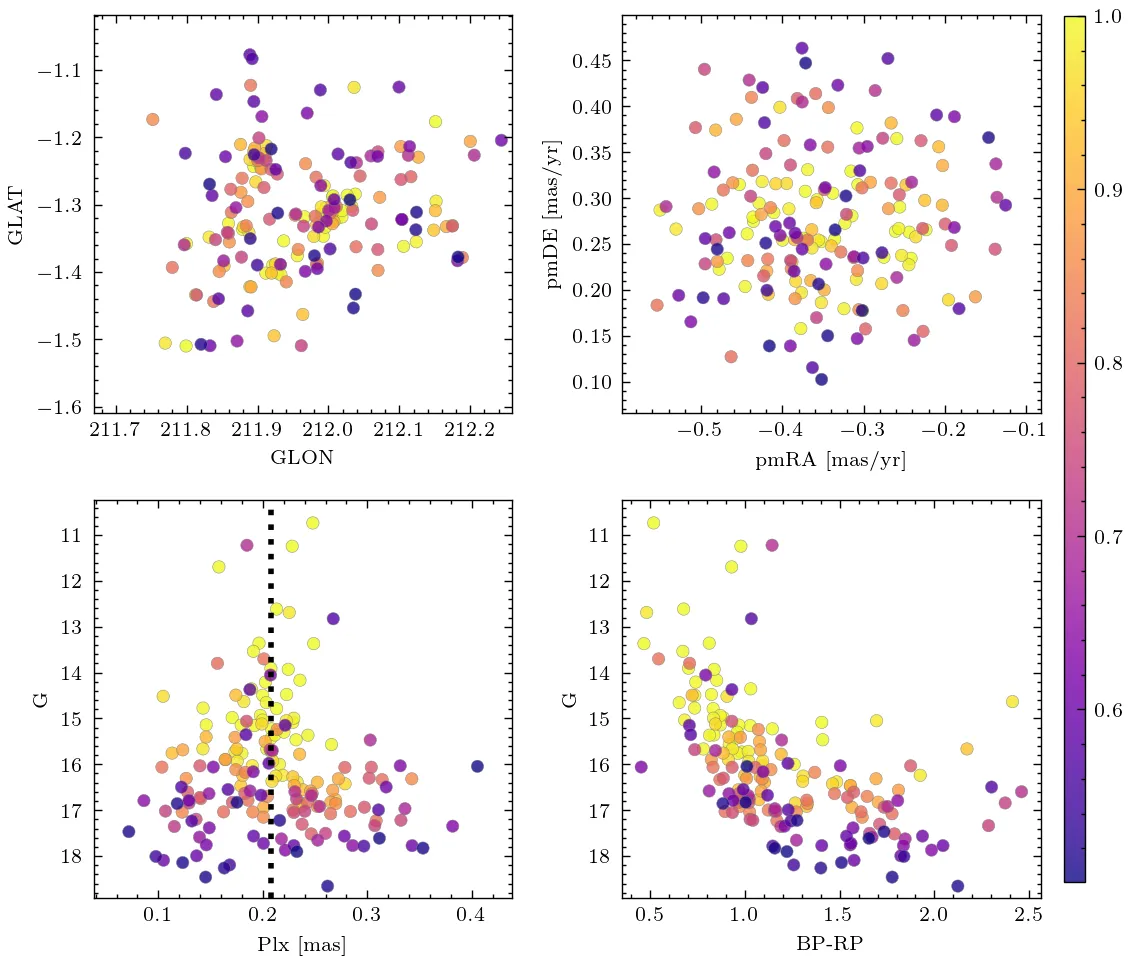 −1.1
−1.2
−1.3
−1.4
−1.5
−1.6
GLAT
211.7 211.8 211.9 212.0 212.1 212.2
GLON
0.45
0.40
0.35
0.30
0.25
0.20
0.15
0.10
pmDE [mas/yr]
−0.5 −0.4 −0.3 −0.2 −0.1
pmRA [mas/yr]
11
12
13
14
15
16
17
18
G
0.1 0.2 0.3 0.4
Plx [mas]
11
12
13
14
15
16
17
18
G
0.5 1.0 1.5 2.0 2.5
BP-RP
1.0
0.9
0.8
0.7
0.6